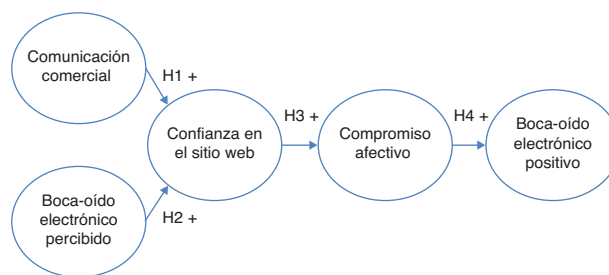 Comunicación
comercial
H1 +
Confianza en
el sitio web
H3 +
Compromiso
afectivo
H4 +
Boca-oído
electrónico
positivo
Boca-oído
electrónico
percibido
H2 +